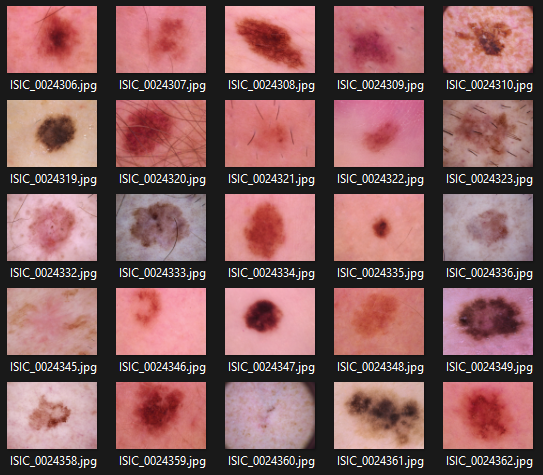 ISIC_0024306.jpg ISIC_0024307.jpg ISIC_0024308.jpg ISIC_0024309.jpg ISIC_0024310.jpg
ISIC_0024319.jpg ISIC_0024320.jpg ISIC_0024321.jpg ISIC_0024322.jpg ISIC_0024323.jpg
ISIC_0024332.jpg ISIC_0024333.jpg ISIC_0024334.jpg ISIC_0024335.jpg ISIC_0024336.jpg
ISIC_0024345.jpg ISIC_0024346.jpg ISIC_0024347.jpg ISIC_0024348.jpg ISIC_0024349.jpg
ISIC_0024358.jpg ISIC_0024359.jpg ISIC_0024360.jpg ISIC_0024361.jpg ISIC_0024362.jpg